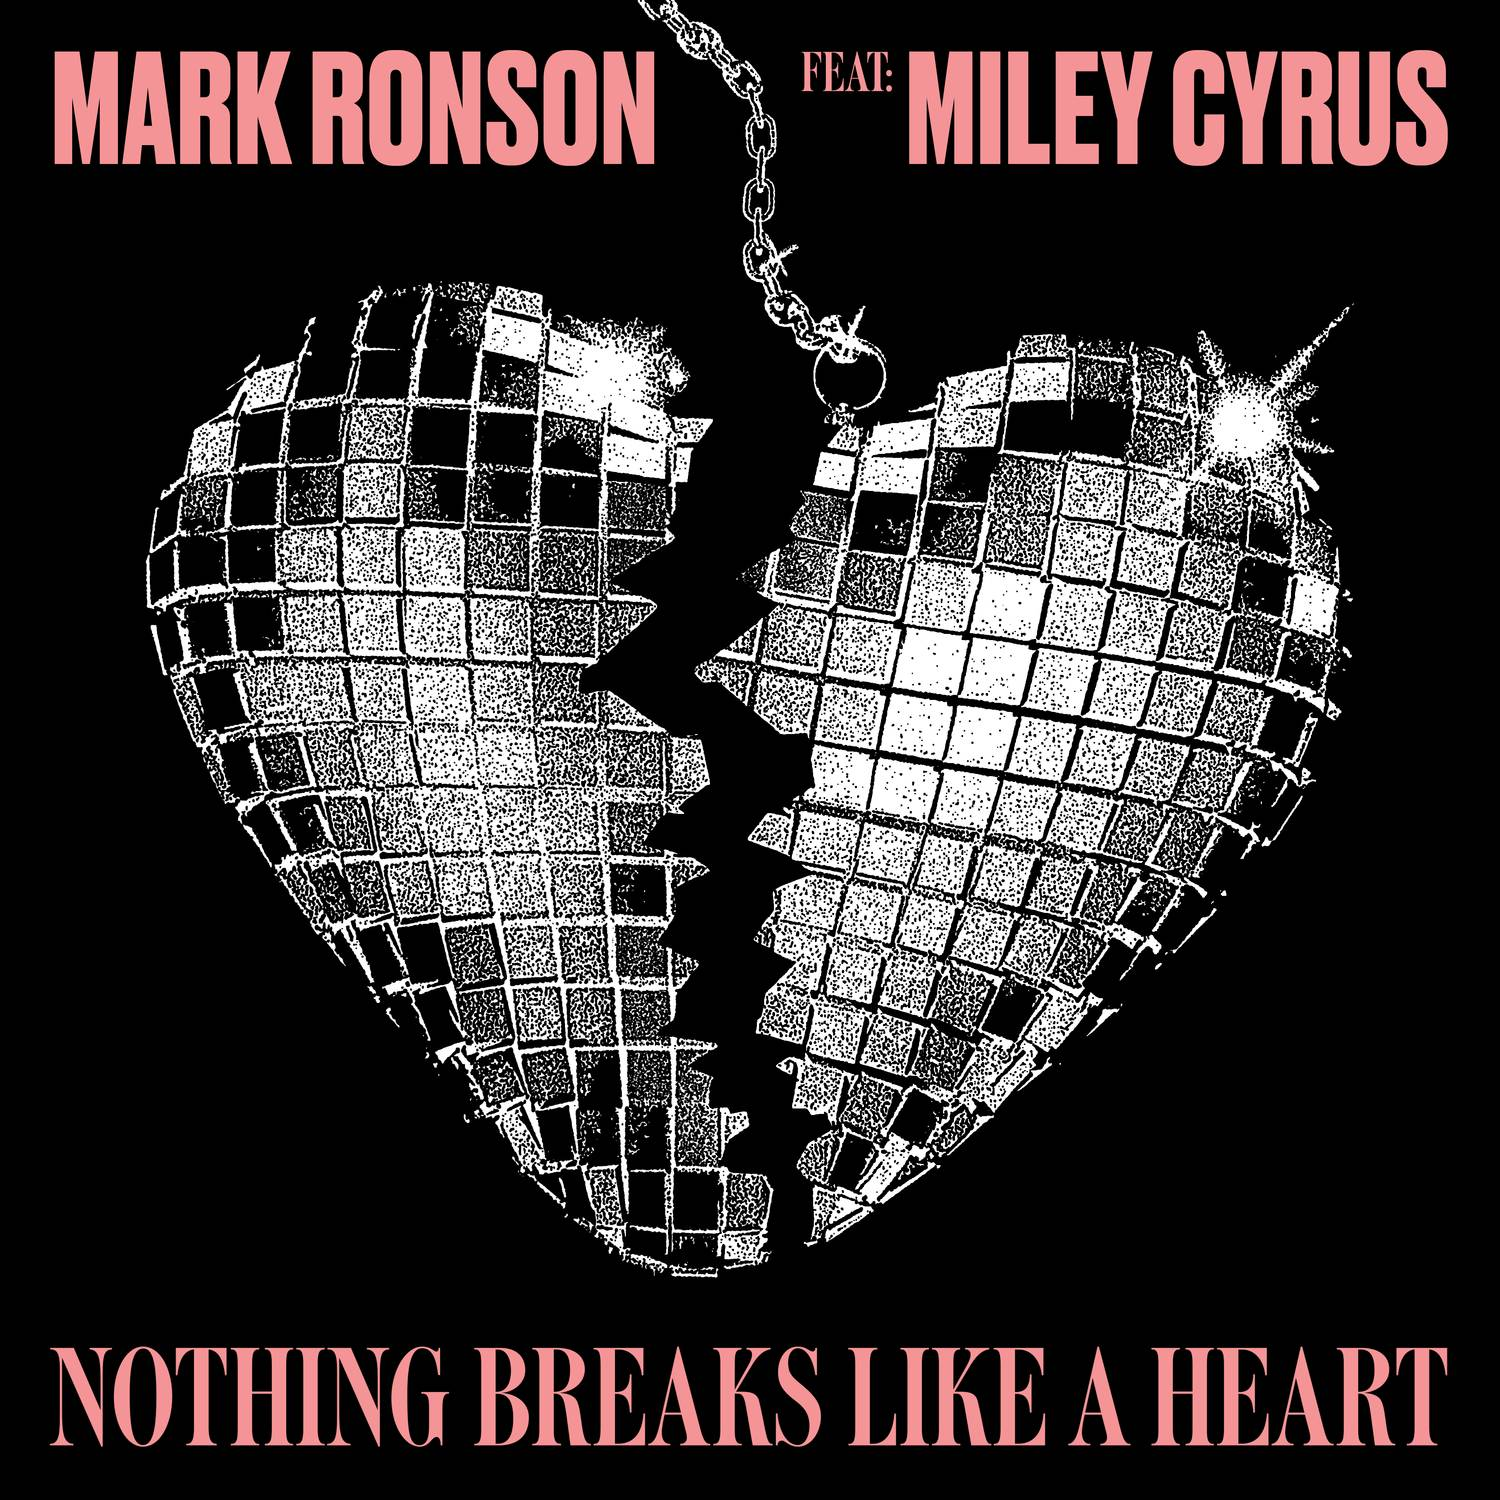 MARK RONSON FEAT: MILEY CYRUS
NOTHING BREAKS LIKE A HEART